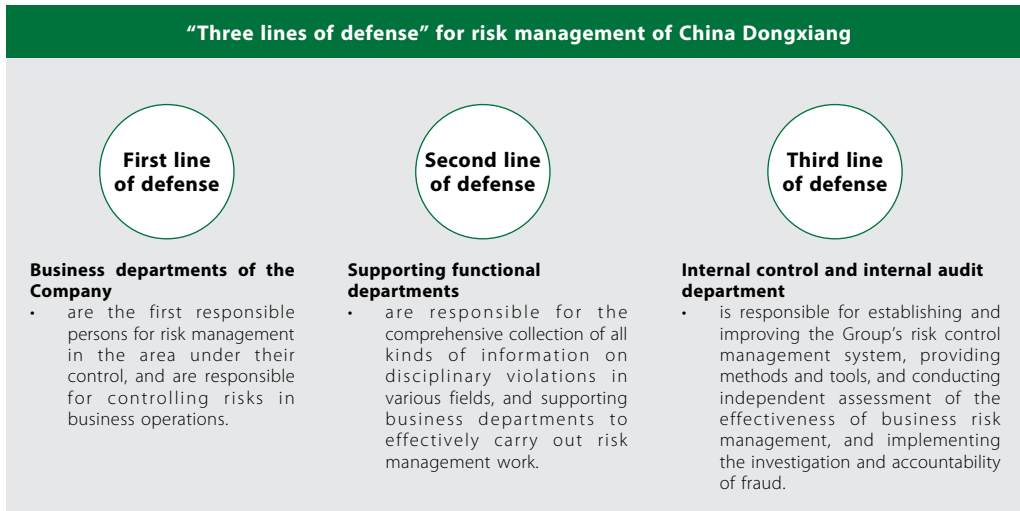 “Three lines of defense” for risk management of China Dongxiang
First line
of defense
Business departments of the
Company
• are the first responsible
persons for risk management
in the area under their
control, and are responsible
for controlling risks in
business operations.
Second line
of defense
Supporting functional
departments
• are responsible for the
comprehensive collection of all
kinds of information on
disciplinary violations in
various fields, and supporting
business departments to
effectively carry out risk
management work.
Third line
of defense
Internal control and internal audit
department
• is responsible for establishing and
improving the Group’s risk control
management system, providing
methods and tools, and conducting
independent assessment of the
effectiveness of business risk
management, and implementing
the investigation and accountability
of fraud.